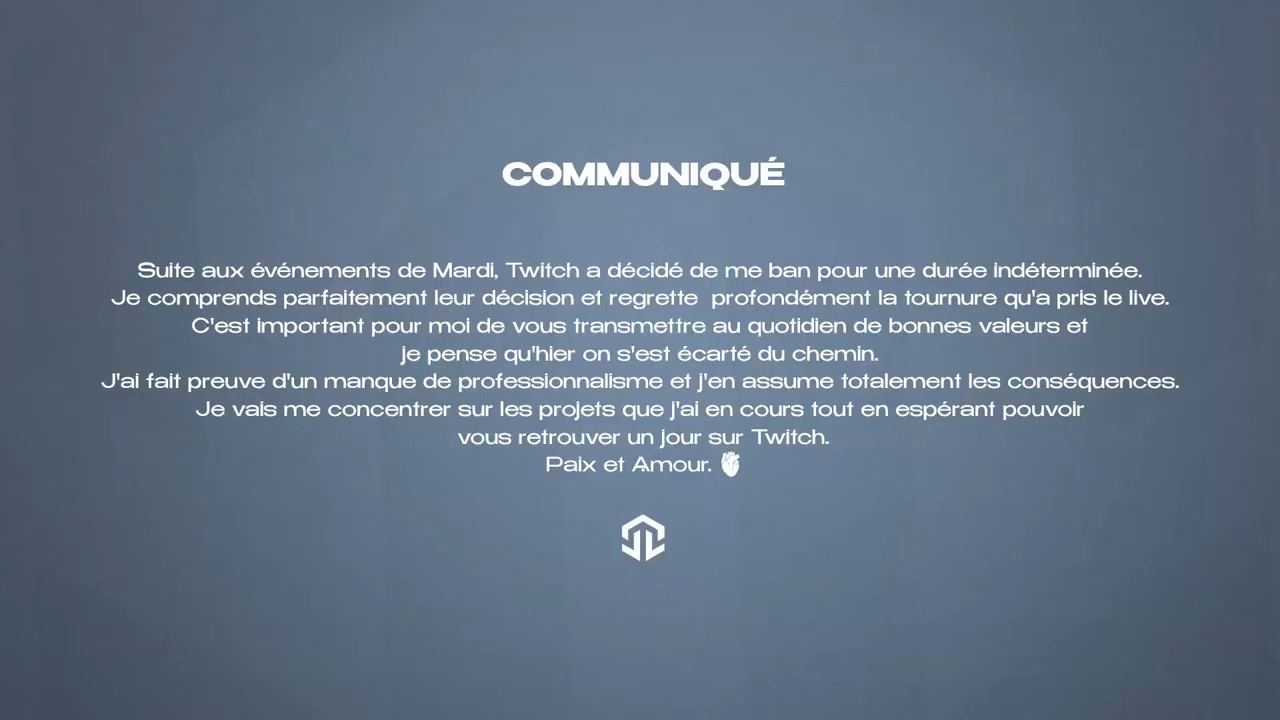 COMMUNIQUÉ
Suite aux événements de Mardi, Twitch a décidé de me ban pour une durée indéterminée.
Je comprends parfaitement leur décision et regrette  profondément la tournure qu'a pris le live.
C'est important pour moi de vous transmettre au quotidien de bonnes valeurs et
je pense qu'hier on s'est écarté du chemin.
J'ai fait preuve d'un manque de professionnalisme et j'en assume totalement les conséquences.
Je vais me concentrer sur les projets que j'ai en cours tout en espérant pouvoir
vous retrouver un jour sur Twitch.
Paix et Amour.